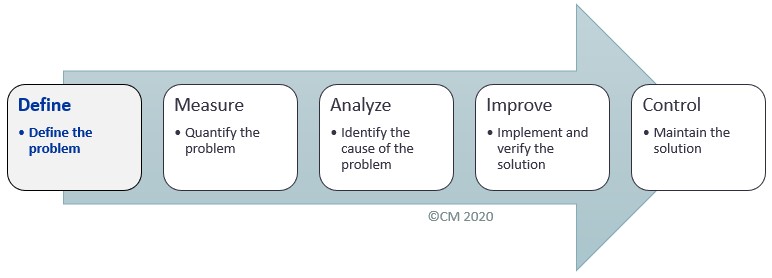 Define
• Define the
problem
Measure
• Quantify the
problem
Analyze
• Identify the
cause of the
problem
Improve
• Implement and
verify the
solution
Control
• Maintain the
solution
©CM 2020